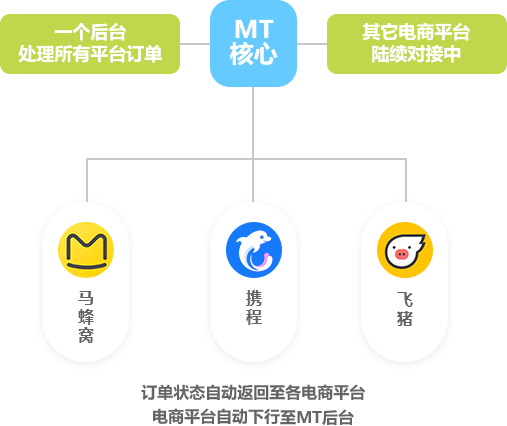 一个后台
处理所有平台订单
MT
核心
其它电商平台
陆续对接中
马蜂窝
携程
飞猪
订单状态自动返回至各电商平台
电商平台自动下行至MT后台